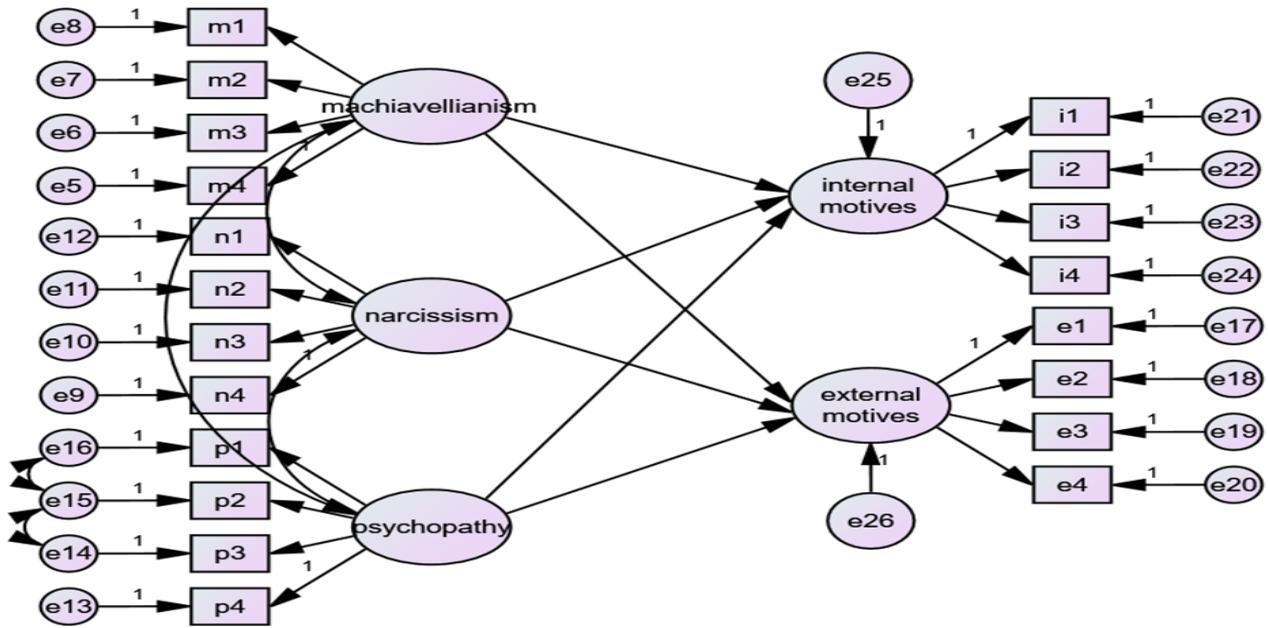 e8 1 m1
e7 1 m2
e6 1 m3
e5 1 m4
1
machiavellianism
e12 1 n1
e11 1 n2
e10 1 n3
e9 1 n4
1
narcissism
e16 1 p1
e15 1 p2
e14 1 p3
e13 1 p4
1
psychopathy
e25
1
internal
motives
1
i1 1 e21
i2 1 e22
i3 1 e23
i4 1 e24
external
motives
1
e26
1
e1 1 e17
e2 1 e18
e3 1 e19
e4 1 e20